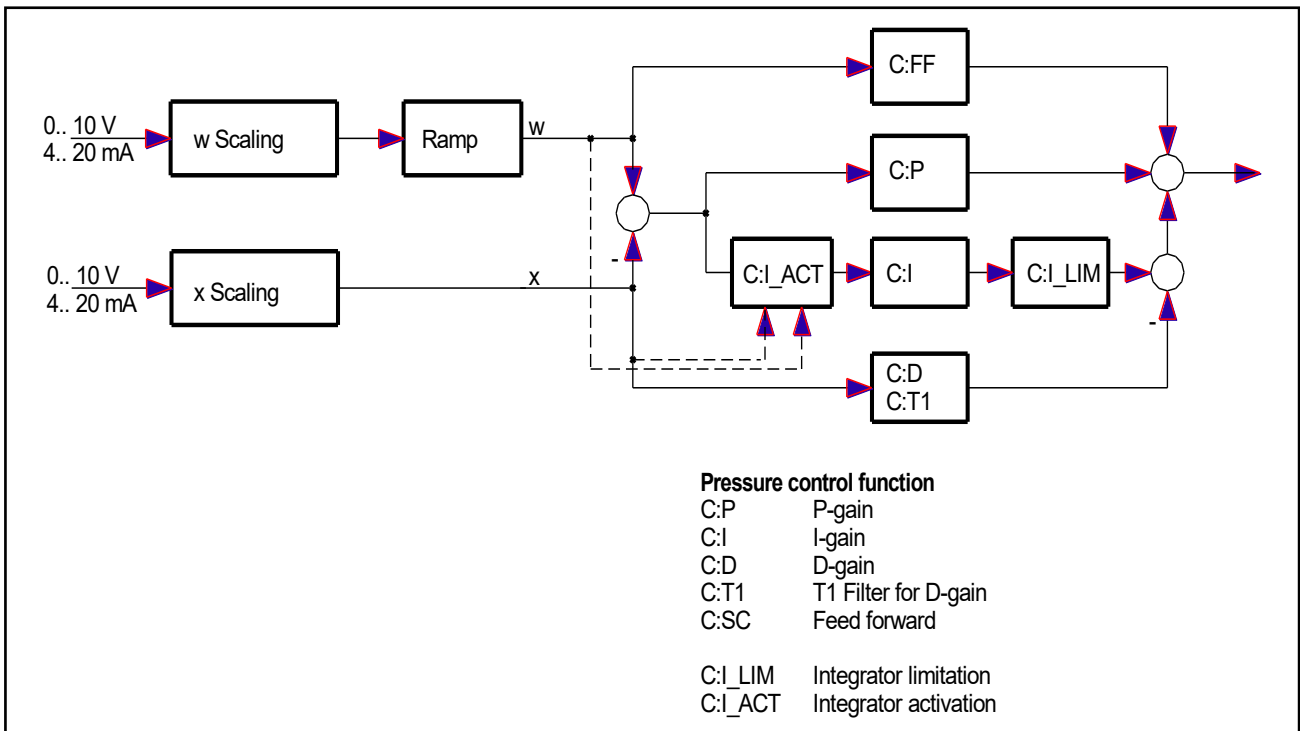 C:FF
0.. 10 V
4.. 20 mA
w Scaling
Ramp
w
C:P
-
0.. 10 V
4.. 20 mA
x Scaling
x
C:I_ACT
C:I
C:I_LIM
-
C:D
C:T1
Pressure control function
C:P P-gain
C:I I-gain
C:D D-gain
C:T1 T1 Filter for D-gain
C:SC Feed forward
C:I_LIM Integrator limitation
C:I_ACT Integrator activation